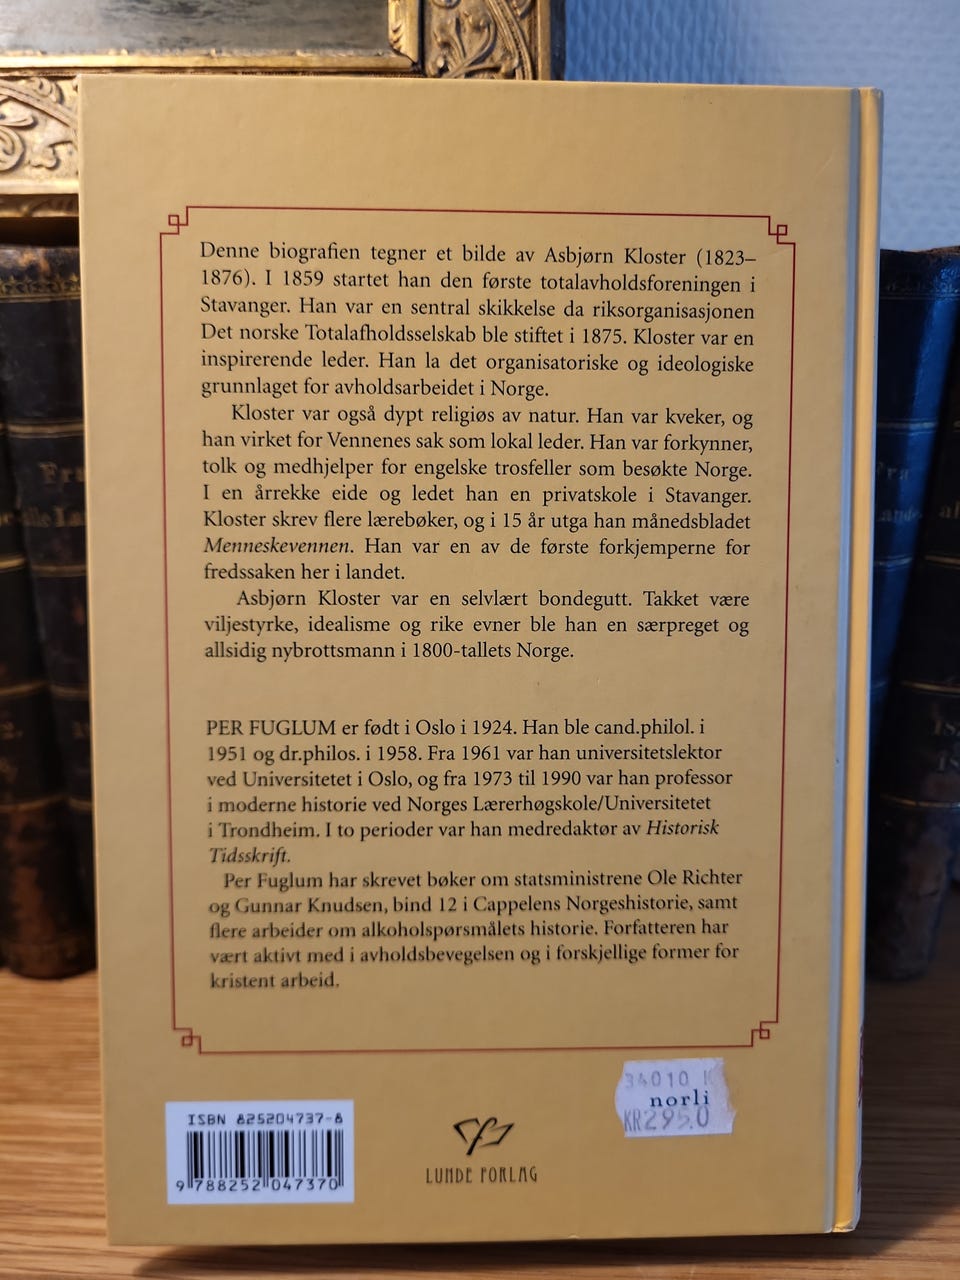 Denne biografien tegner et bilde av Asbjørn Kloster (1823–
1876). I 1859 startet han den første totalavholdsforeningen i
Stavanger. Han var en sentral skikkelse da riksorganisasjonen
Det norske Totalafholdsselskab ble stiftet i 1875. Kloster var en
inspirerende leder. Han la det organisatoriske og ideologiske
grunnlaget for avholdsarbeidet i Norge.
Kloster var også dypt religiøs av natur. Han var kveker, og
han virket for Vennenes sak som lokal leder. Han var forkynner,
tolk og medhjelper for engelske trosfeller som besøkte Norge.
I en årrekke eide og ledet han en privatskole i Stavanger.
Kloster skrev flere lærebøker, og i 15 år utga han månedsbladet
Menneskevennen. Han var en av de første forkjemperne for
fredssaken her i landet.
Asbjørn Kloster var en selvlært bondegutt. Takket være
viljestyrke, idealisme og rike evner ble han en særpreget og
allsidig nybrottsmann i 1800-tallets Norge.
PER FUGLUM er født i Oslo i 1924. Han ble cand.philol. i
1951 og dr.philos. i 1958. Fra 1961 var han universitetslektor
ved Universitetet i Oslo, og fra 1973 til 1990 var han professor
i moderne historie ved Norges Lærerhøgskole/Universitetet
i Trondheim. I to perioder var han medredaktør av Historisk
Tidsskrift.
Per Fuglum har skrevet bøker om statsministrene Ole Richter
og Gunnar Knudsen, bind 12 i Cappelens Norgeshistorie, samt
flere arbeider om alkoholspørsmålets historie. Forfatteren har
vært aktivt med i avholdsbevegelsen og i forskjellige former for
kristent arbeid.
ISBN 825204737-8
9 788252 047370
LUNDE FORLAG
34010
norli
KR295.0